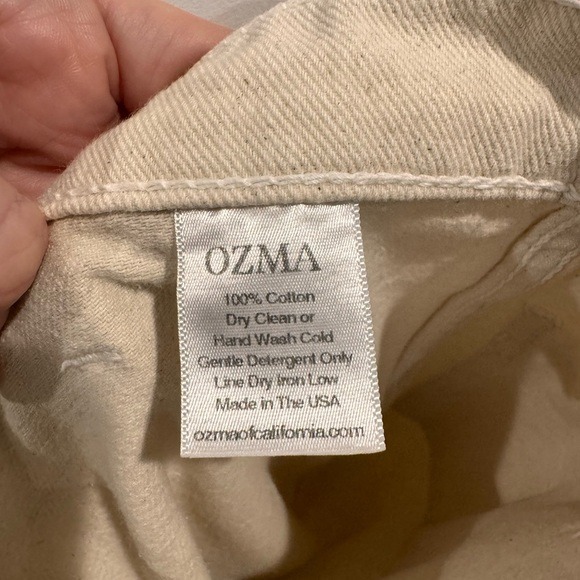 OZMA
100% Cotton
Dry Clean or
Hand Wash Cold
Gentle Detergent Only
Line Dry Iron Low
Made in The USA
ozmaofcalifornia.com